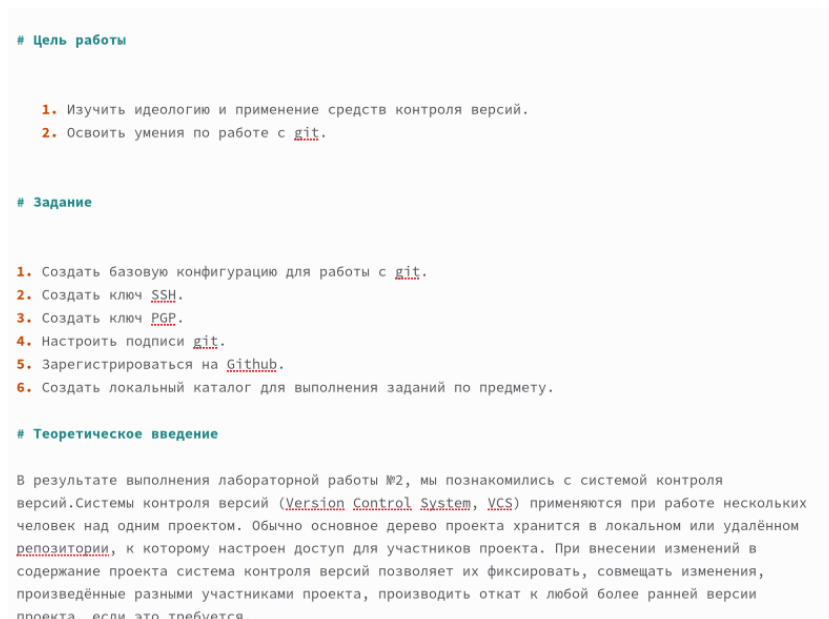 # Цель работы
1. Изучить идеологию и применение средств контроля версий.
2. Освоить умения по работе с git.
# Задание
1. Создать базовую конфигурацию для работы с git.
2. Создать ключ SSH.
3. Создать ключ PGP.
4. Настроить подписи git.
5. Зарегистрироваться на Github.
6. Создать локальный каталог для выполнения заданий по предмету.
# Теоретическое введение
В результате выполнения лабораторной работы №2, мы познакомились с системой контроля
версий.Системы контроля версий (Version Control System, VCS) применяются при работе нескольких
человек над одним проектом. Обычно основное дерево проекта хранится в локальном или удалённом
репозитории, к которому настроен доступ для участников проекта. При внесении изменений в
содержание проекта система контроля версий позволяет их фиксировать, совмещать изменения,
произведённые разными участниками проекта, производить откат к любой более ранней версии
проекта, если это требуется.